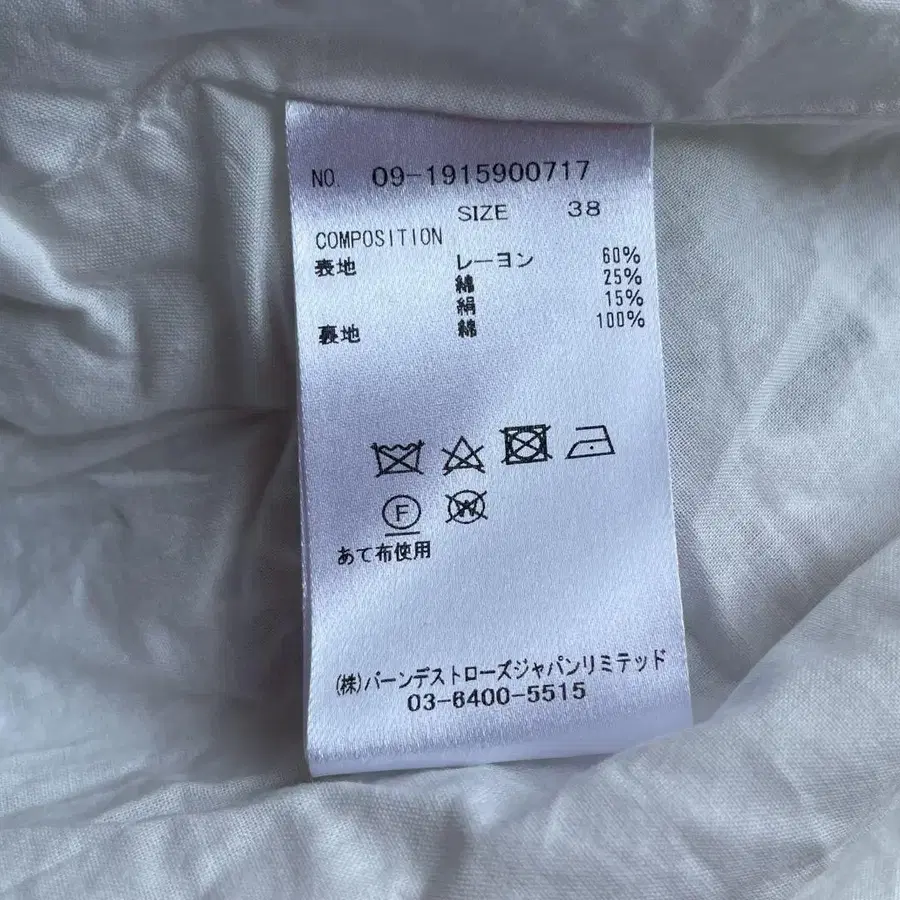 NO. 09-1915900717
SIZE 38
COMPOSITION
表地 レーヨン 60%
綿 25%
絹 15%
裏地 綿 100%
F W
あて布使用
(株)バーンデストローズジャパンリミテッド
03-6400-5515